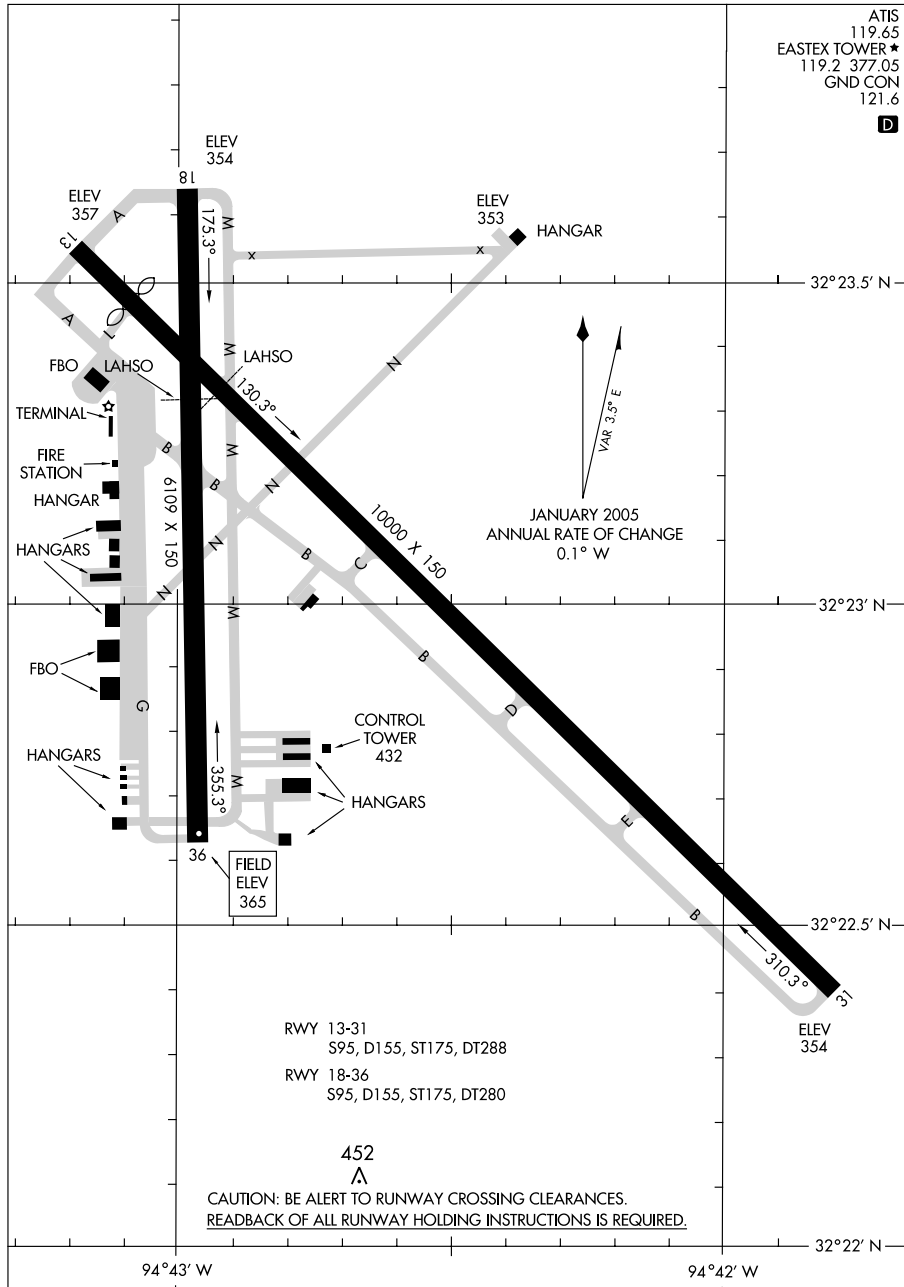 ATIS
119.65
EASTEX TOWER ★
119.2 377.05
GND CON
121.6
D
ELEV
354
18
ELEV
357
13
A
M
175.3°
ELEV
353
HANGAR
X
X
32°23.5' N
A
L
FBO
LAHSO
M
LAHSO
N
130.3°
VAR 3.5° E
TERMINAL
B
M
FIRE
STATION
B
N
HANGAR
6109 X 150
10000 X 150
JANUARY 2005
ANNUAL RATE OF CHANGE
0.1° W
HANGARS
N
B
C
N
M
32°23' N
FBO
B
G
D
CONTROL
TOWER
432
HANGARS
355.3°
M
HANGARS
E
36
FIELD
ELEV
365
B
32°22.5' N
310.3°
31
ELEV
354
RWY 13-31
S95, D155, ST175, DT288
RWY 18-36
S95, D155, ST175, DT280
452
CAUTION: BE ALERT TO RUNWAY CROSSING CLEARANCES.
READBACK OF ALL RUNWAY HOLDING INSTRUCTIONS IS REQUIRED.
32°22' N
94°43' W
94°42' W